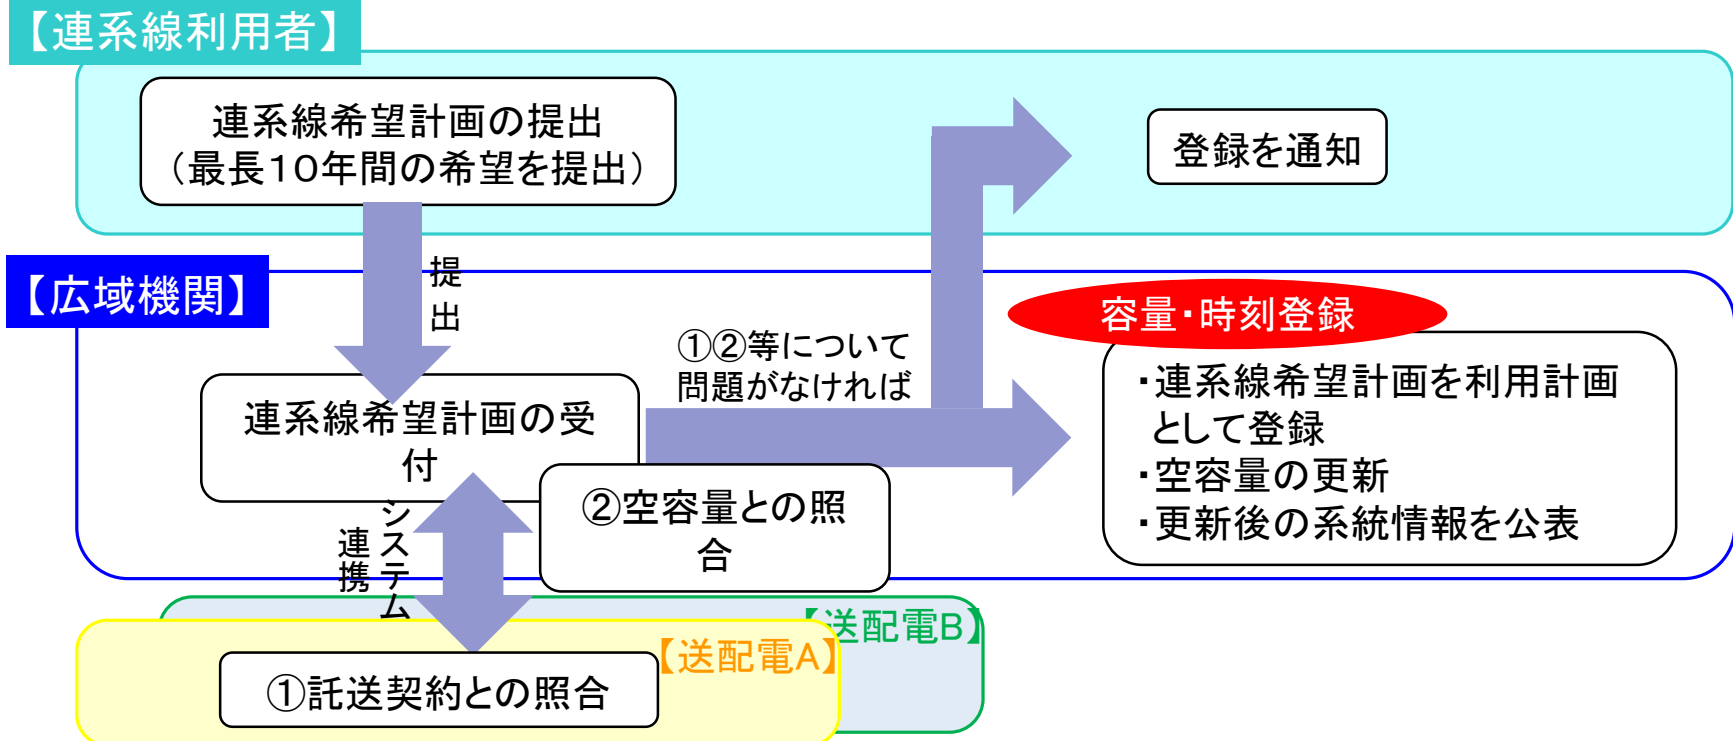 【連系線利用者】
連系線希望計画の提出
（最長１０年間の希望を提出）
登録を通知
提出
【広域機関】
容量・時刻登録
①②等について
問題がなければ
・連系線希望計画を利用計画
として登録
・空容量の更新
・更新後の系統情報を公表
連系線希望計画の受
付
②空容量との照
合
システム
連携
【送配電B】
【送配電A】
①託送契約との照合